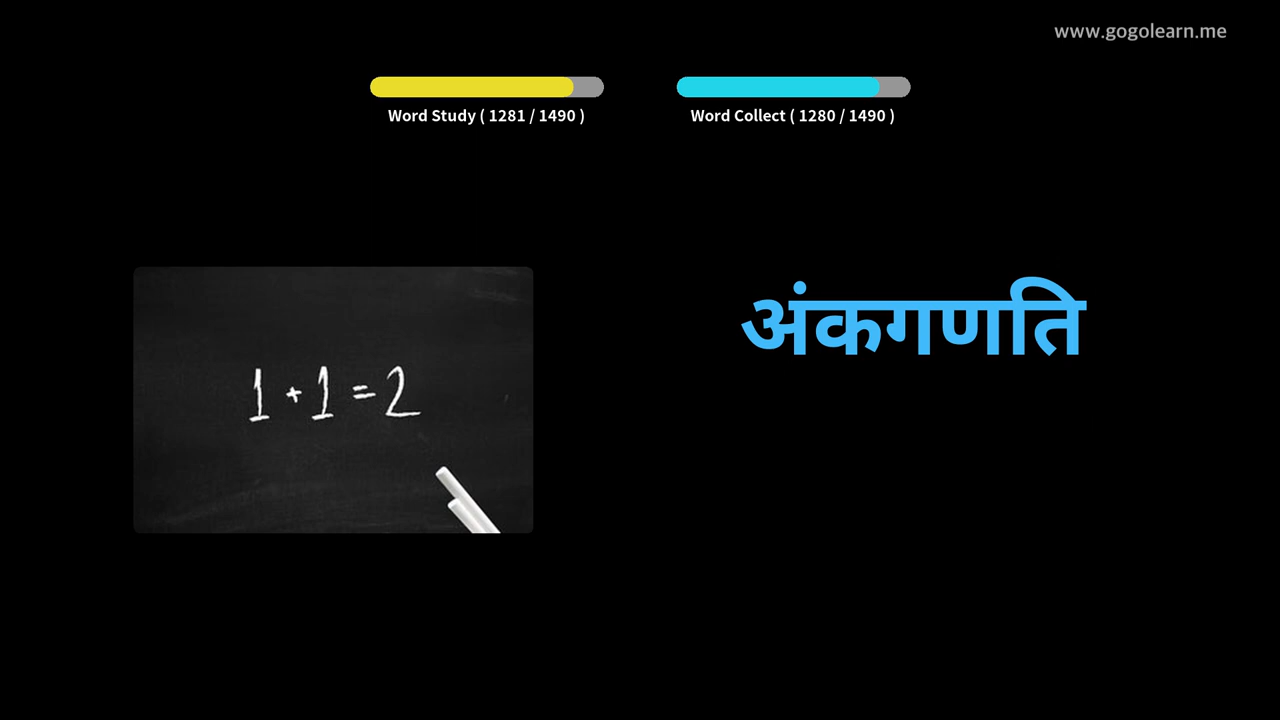 www.gogolearn.me
Word Study ( 1281 / 1490 )
Word Collect ( 1280 / 1490 )
अंकगणति
1 + 1 = 2